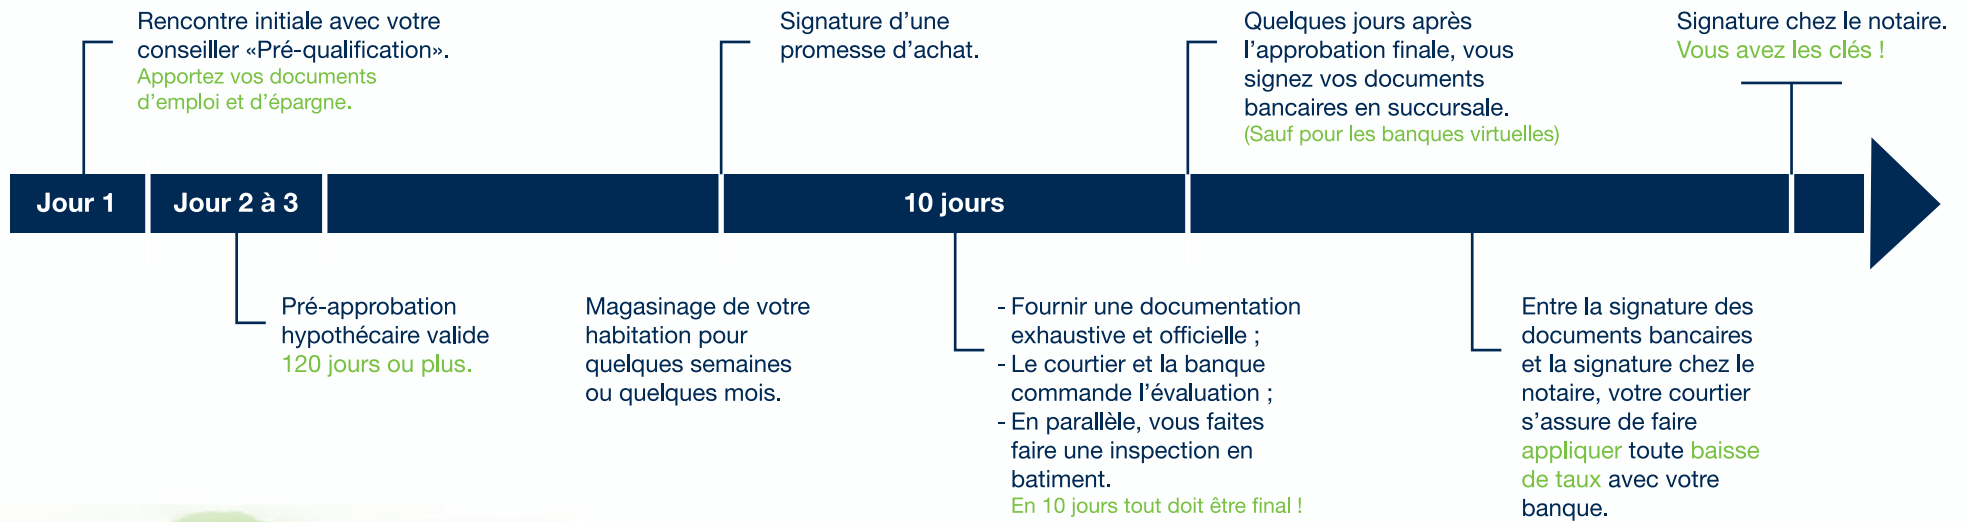 Rencontre initiale avec votre
conseiller «Pré-qualification».
Apportez vos documents
d'emploi et d'épargne.
Signature d'une
promesse d'achat.
Quelques jours après
l'approbation finale, vous
signez vos documents
bancaires en succursale.
(Sauf pour les banques virtuelles)
Signature chez le notaire.
Vous avez les clés !
Jour 1
Jour 2 à 3
10 jours
Pré-approbation
hypothécaire valide
120 jours ou plus.
Magasinage de votre
habitation pour
quelques semaines
ou quelques mois.
- Fournir une documentation
exhaustive et officielle ;
- Le courtier et la banque
commande l'évaluation ;
- En parallèle, vous faites
faire une inspection en
batiment.
En 10 jours tout doit être final !
Entre la signature des
documents bancaires
et la signature chez le
notaire, votre courtier
s'assure de faire
appliquer toute baisse
de taux avec votre
banque.